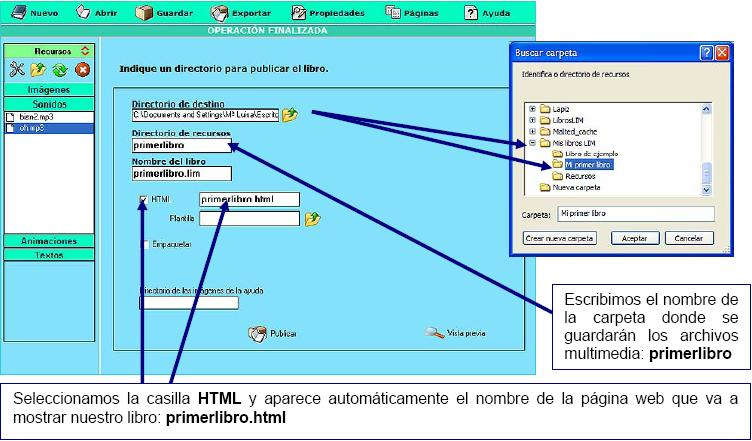 Nuevo Abrir Guardar Exportar Propiedades Páginas Ayuda
OPERACIÓN FINALIZADA
Recursos
Imágenes
Sonidos
bien2.mp3
oh.mp3
Animaciones
Textos
Indique un directorio para publicar el libro.
Directorio de destino
C:\Documents and Settings\Mª Luisa\Escrito
Directorio de recursos
primerlibro
Nombre del libro
primerlibro.lim
HTML primerlibro.html
Plantilla
Empaquetar
Directorio de las imágenes de la ayuda
Publicar Vista previa
Buscar carpeta
Identifica o directorio de recursos
Lapiz
LibrosLIM
Malted_cache
Mis libros LIM
Libro de ejemplo
Mi primer libro
Recursos
Nueva carpeta
Carpeta: Mi primer libro
Crear nueva carpeta Aceptar Cancelar
Escribimos el nombre de
la carpeta donde se
guardarán los archivos
multimedia: primerlibro
Seleccionamos la casilla HTML y aparece automáticamente el nombre de la página web que va a
mostrar nuestro libro: primerlibro.html